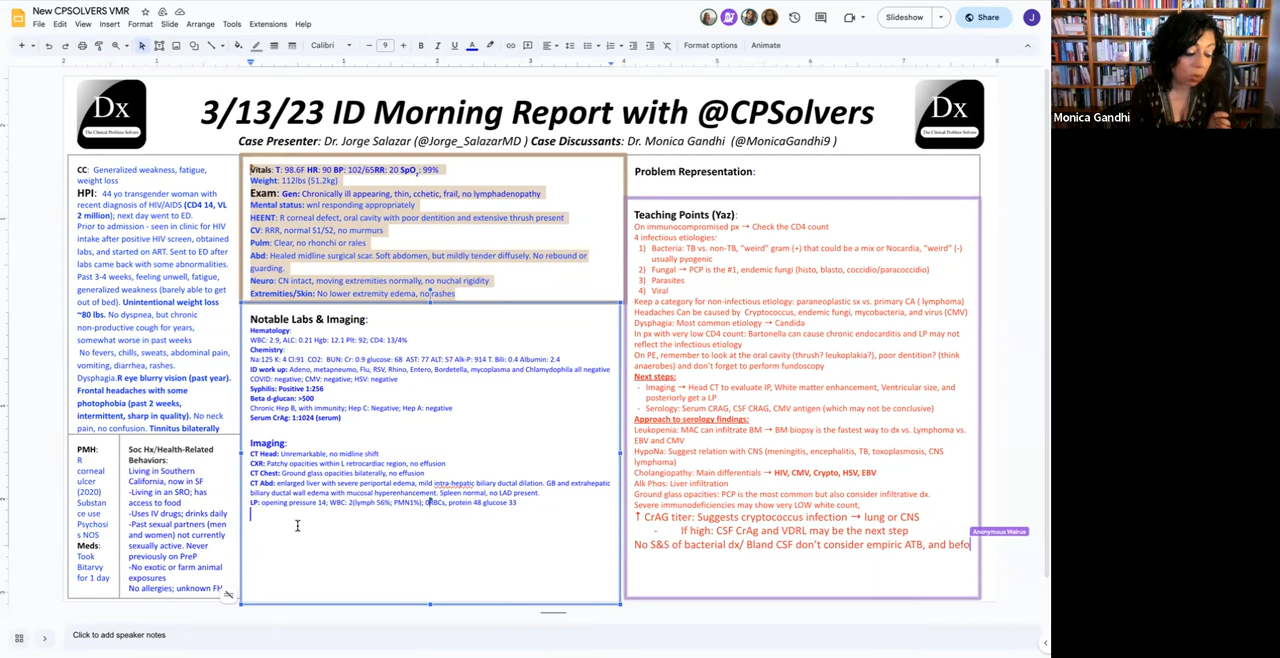 New CPSOLVERS VMR
File Edit View Insert Format Slide Arrange Tools Extensions Help
Slideshow
Share
J
Calibri
9
Format options
Animate
2 1 1 2 3 4 5 6 7 8
Dx
The Clinical Problem Solvers
3/13/23 ID Morning Report with @CPSolvers
Case Presenter: Dr. Jorge Salazar (@Jorge_SalazarMD ) Case Discussants: Dr. Monica Gandhi (@MonicaGandhi9 )
Dx
The Clinical Problem Solvers
CC: Generalized weakness, fatigue,
weight loss
HPI: 44 yo transgender woman with
recent diagnosis of HIV/AIDS (CD4 14, VL
2 million); next day went to ED.
Prior to admission - seen in clinic for HIV
intake after positive HIV screen, obtained
labs, and started on ART. Sent to ED after
labs came back with some abnormalities.
Past 3-4 weeks, feeling unwell, fatigue,
generalized weakness (barely able to get
out of bed). Unintentional weight loss
~80 lbs. No dyspnea, but chronic
non-productive cough for years,
somewhat worse in past weeks
No fevers, chills, sweats, abdominal pain,
vomiting, diarrhea, rashes.
Dysphagia.R eye blurry vision (past year).
Frontal headaches with some
photophobia (past 2 weeks,
intermittent, sharp in quality). No neck
pain, no confusion. Tinnitus bilaterally
PMH:
R
corneal
ulcer
(2020)
Substan
ce use
Psychosi
s NOS
Meds:
Took
Bitarvy
for 1 day
Soc Hx/Health-Related
Behaviors:
Living in Southern
California, now in SF
-Living in an SRO; has
access to food
-Uses IV drugs; drinks daily
-Past sexual partners (men
and women) not currently
sexually active. Never
previously on PreP
-No exotic or farm animal
exposures
No allergies; unknown FH
Vitals: T: 98.6F HR: 90 BP: 102/65RR: 20 SpO2: 99%
Weight: 112lbs (51.2kg)
Exam: Gen: Chronically ill appearing, thin, cchetic, frail, no lymphadenopathy
Mental status: wnl responding appropriately
HEENT: R corneal defect, oral cavity with poor dentition and extensive thrush present
CV: RRR, normal S1/S2, no murmurs
Pulm: Clear, no rhonchi or rales
Abd: Healed midline surgical scar. Soft abdomen, but mildly tender diffusely. No rebound or
guarding.
Neuro: CN intact, moving extremities normally, no nuchal rigidity
Extremities/Skin: No lower extremity edema, no rashes
Notable Labs & Imaging:
Hematology:
WBC: 2.9, ALC: 0.21 Hgb: 12.1 Plt: 92; CD4: 13/4%
Chemistry:
Na:125 K: 4 Cl:91 CO2: BUN: Cr: 0.9 glucose: 68 AST: 77 ALT: 57 Alk-P: 914 T. Bili: 0.4 Albumin: 2.4
ID work up: Adeno, metapneumo, Flu, RSV, Rhino, Entero, Bordetella, mycoplasma and Chlamydophila all negative
COVID: negative; CMV: negative; HSV: negative
Syphilis: Positive 1:256
Beta d-glucan: >500
Chronic Hep B, with immunity; Hep C: Negative; Hep A: negative
Serum CrAg: 1:1024 (serum)
Imaging:
CT Head: Unremarkable, no midline shift
CXR: Patchy opacities within L retrocardiac region, no effusion
CT Chest: Ground glass opacities bilaterally, no effusion
CT Abd: enlarged liver with severe periportal edema, mild intra-hepatic biliary ductal dilation. GB and extrahepatic
biliary ductal wall edema with mucosal hyperenhancement. Spleen normal, no LAD present.
LP: opening pressure 14; WBC: 2(lymph 56%; PMN1%); 0RBCs, protein 48 glucose 33
Problem Representation:
Teaching Points (Yaz):
On immunocompromised px → Check the CD4 count
4 infectious etiologies:
1) Bacteria: TB vs. non-TB, "weird" gram (+) that could be a mix or Nocardia, "weird" (-)
usually pyogenic
2) Fungal → PCP is the #1, endemic fungi (histo, blasto, coccidio/paracoccidio)
3) Parasites
4) Viral
Keep a category for non-infectious etiology: paraneoplastic sx vs. primary CA ( lymphoma)
Headaches can be caused by Cryptococcus, endemic fungi, mycobacteria, and virus (CMV)
Dysphagia: Most common etiology → Candida
In px with very low CD4 count: Bartonella can cause chronic endocarditis and LP may not
reflect the infectious etiology
On PE, remember to look at the oral cavity (thrush? leukoplakia?), poor dentition? (think
anaerobes) and don't forget to perform fundoscopy
Next steps:
- Imaging → Head CT to evaluate IP, White matter enhancement, Ventricular size, and
posteriorly get a LP
- Serology: Serum CRAG, CSF CRAG, CMV antigen (which may not be conclusive)
Approach to serology findings:
Leukopenia: MAC can infiltrate BM → BM biopsy is the fastest way to dx vs. Lymphoma vs.
EBV and CMV
HypoNa: Suggest relation with CNS (meningitis, encephalitis, TB, toxoplasmosis, CNS
lymphoma)
Cholangiopathy: Main differentials → HIV, CMV, Crypto, HSV, EBV
Alk Phos: Liver infiltration
Ground glass opacities: PCP is the most common but also consider infiltrative dx.
Severe immunodeficiencies may show very LOW white count,
↑ CrAG titer: Suggests cryptococcus infection → lung or CNS
- If high: CSF CrAg and VDRL may be the next step
No S&S of bacterial dx/ Bland CSF don't consider empiric ATB, and befo
Anonymous Walrus
Click to add speaker notes
Monica Gandhi